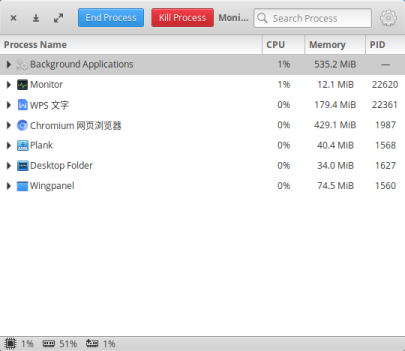 End Process Kill Process Moni... Search Process
Process Name CPU Memory PID
Background Applications 1% 535.2 MiB —
Monitor 1% 12.1 MiB 22620
WPS 文字 0% 179.4 MiB 22361
Chromium 网页浏览器 0% 429.1 MiB 1987
Plank 0% 40.4 MiB 1568
Desktop Folder 0% 34.0 MiB 1627
Wingpanel 0% 74.5 MiB 1560
1% 51% 1%